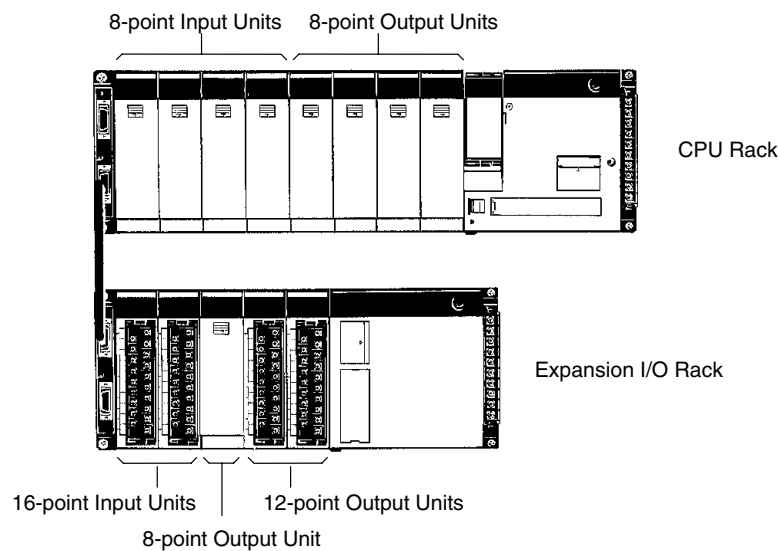 8-point Input Units
8-point Output Units
CPU Rack
Expansion I/O Rack
16-point Input Units
12-point Output Units
8-point Output Unit